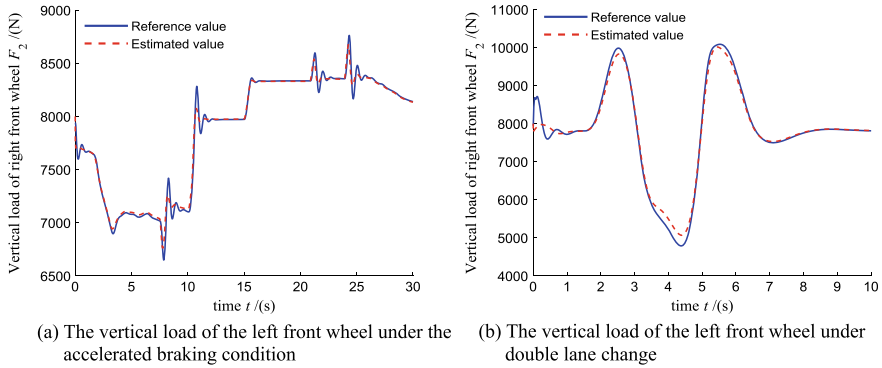 Vertical load of right front wheel F2 /(N)
9000
8500
8000
7500
7000
6500
Reference value
Estimated value
0 5 10 15 20 25 30
time t /(s)
(a) The vertical load of the left front wheel under the
accelerated braking condition
Vertical load of right front wheel F2 /(N)
11000
10000
9000
8000
7000
6000
5000
4000
Reference value
Estimated value
0 1 2 3 4 5 6 7 8 9 10
time t /(s)
(b) The vertical load of the left front wheel under
double lane change